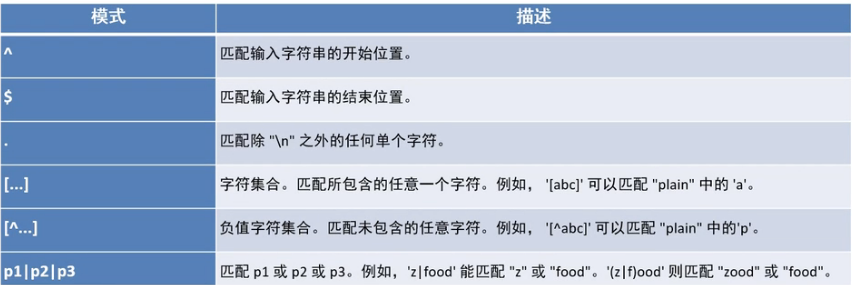 模式 描述
^ 匹配输入字符串的开始位置。
$ 匹配输入字符串的结束位置。
. 匹配除 "\n" 之外的任何单个字符。
[...] 字符集合。匹配所包含的任意一个字符。例如， '[abc]' 可以匹配 "plain" 中的 'a'。
[^...] 负值字符集合。匹配未包含的任意字符。例如， '[^abc]' 可以匹配 "plain" 中的'p'。
p1|p2|p3 匹配 p1 或 p2 或 p3。例如，'z|food' 能匹配 "z" 或 "food"。'(z|f)ood' 则匹配 "zood" 或 "food"。